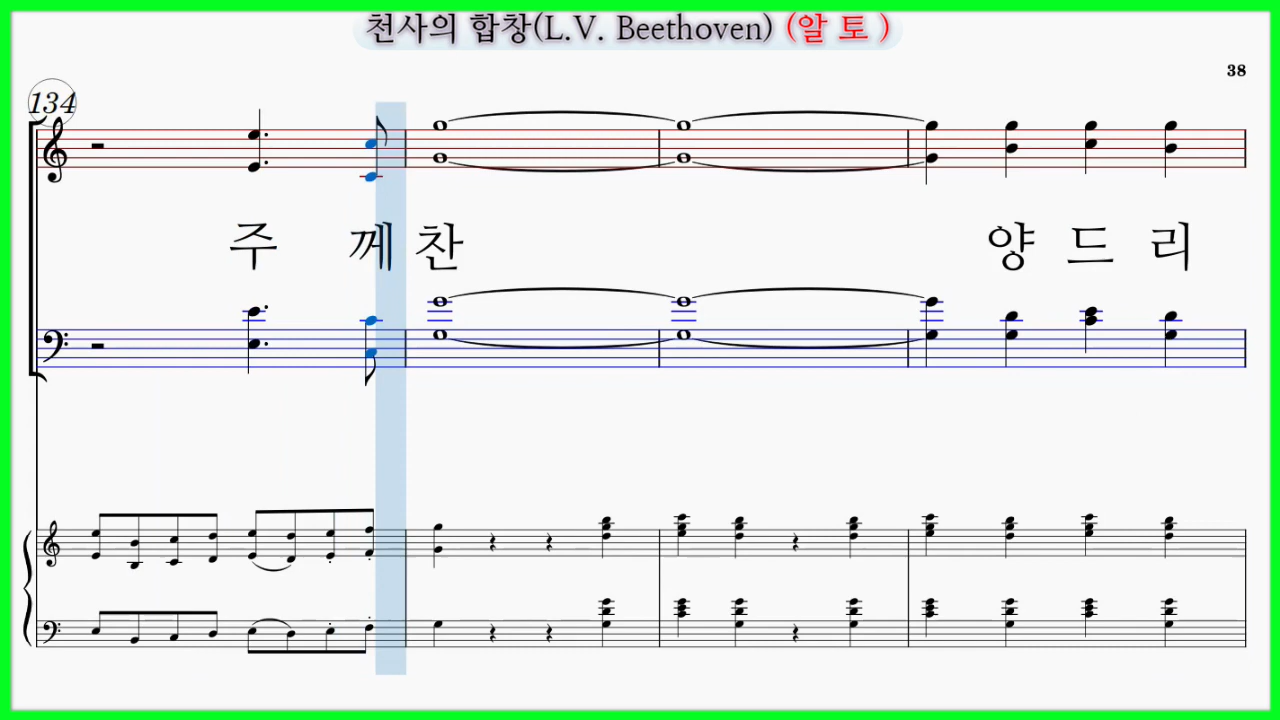 천사의 합창(L.V. Beethoven) (알 토 )
38
134
주 께 찬 양 드 리